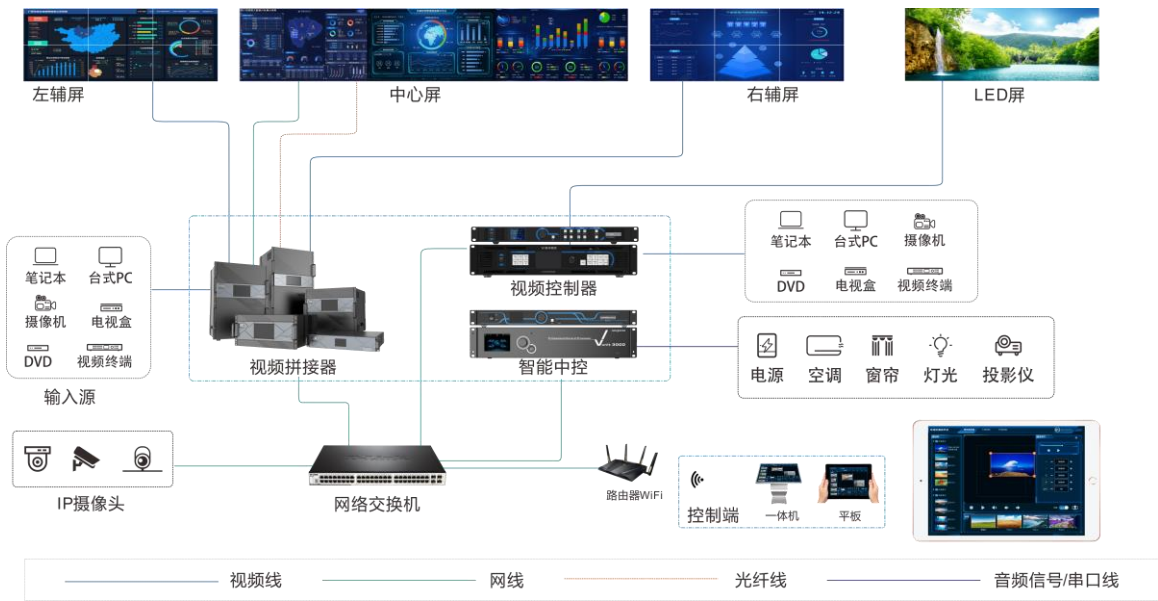 左辅屏
中心屏
右辅屏
LED屏
笔记本
台式PC
摄像机
电视盒
DVD
视频终端
输入源
视频拼接器
视频控制器
智能中控
笔记本
台式PC
摄像机
DVD
电视盒
视频终端
电源
空调
窗帘
灯光
投影仪
IP摄像头
网络交换机
路由器WiFi
控制端
一体机
平板
视频线
网线
光纤线
音频信号/串口线